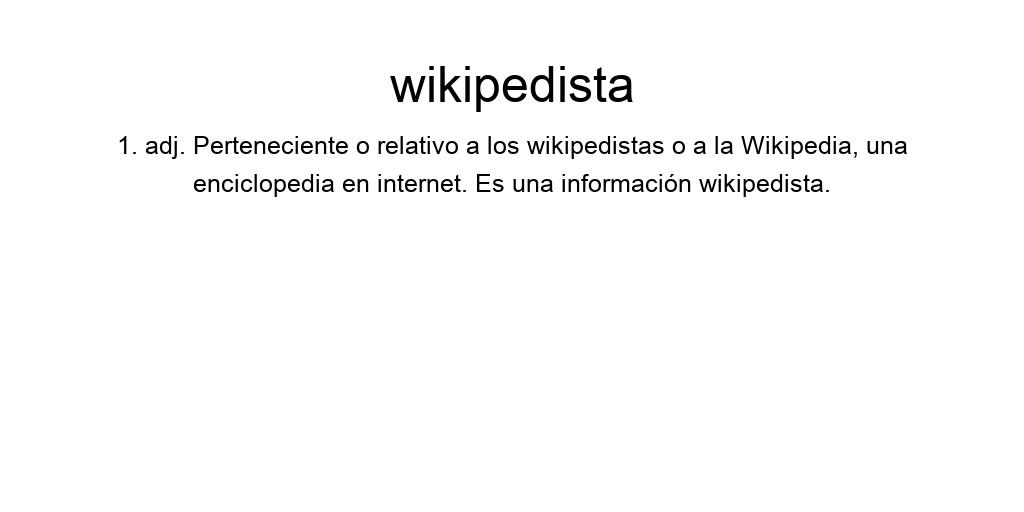 wikipedista
1. adj. Perteneciente o relativo a los wikipedistas o a la Wikipedia, una
enciclopedia en internet. Es una información wikipedista.